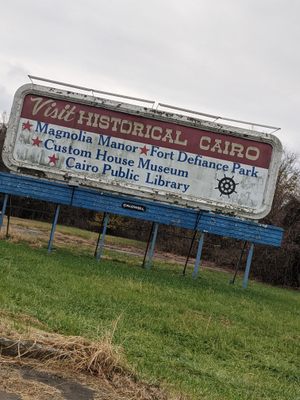 Visit HISTORICAL CAIRO
Magnolia Manor ★ Fort Defiance Park
Custom House Museum
Cairo Public Library